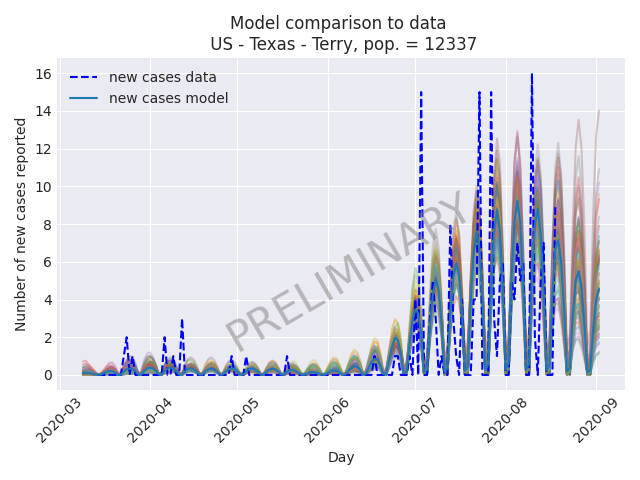 Model comparison to data
US - Texas - Terry, pop. = 12337
new cases data
new cases model
Number of new cases reported
16
14
12
10
8
6
4
2
0
PRELIMINARY
2020-03
2020-04
2020-05
2020-06
2020-07
2020-08
2020-09
Day